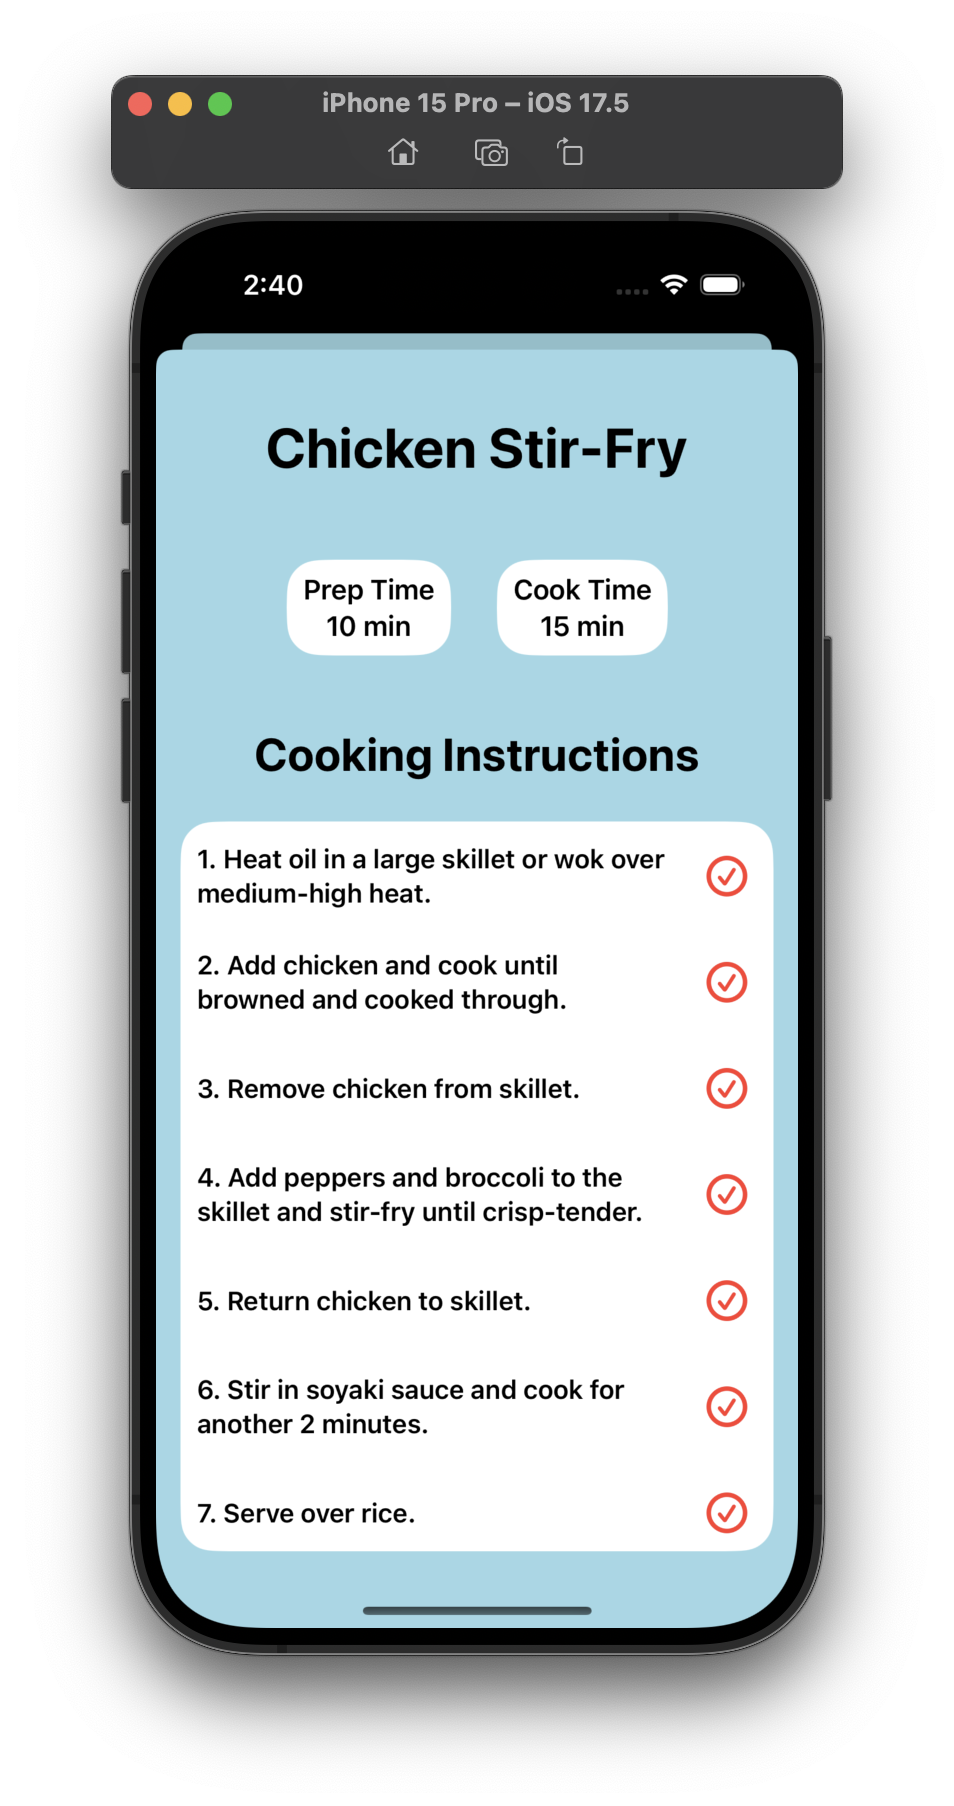 iPhone 15 Pro – iOS 17.5
2:40
Chicken Stir-Fry
Prep Time
10 min
Cook Time
15 min
Cooking Instructions
1. Heat oil in a large skillet or wok over
medium-high heat.
2. Add chicken and cook until
browned and cooked through.
3. Remove chicken from skillet.
4. Add peppers and broccoli to the
skillet and stir-fry until crisp-tender.
5. Return chicken to skillet.
6. Stir in soyaki sauce and cook for
another 2 minutes.
7. Serve over rice.